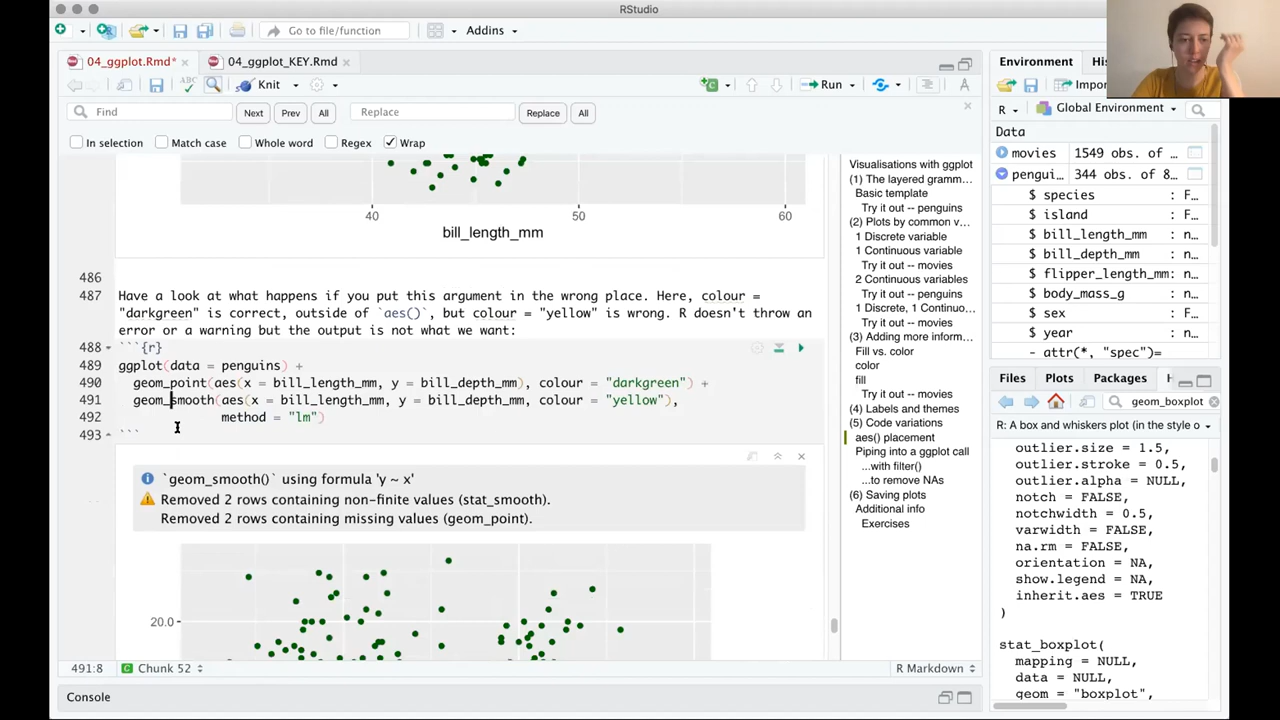 RStudio
Go to file/function
Addins
04_ggplot.Rmd*
04_ggplot_KEY.Rmd
ABC
Knit
Run
Find
Next
Prev
All
Replace
Replace
All
In selection
Match case
Whole word
Regex
Wrap
40
50
60
bill_length_mm
486
487
Have a look at what happens if you put this argument in the wrong place. Here, colour =
"darkgreen" is correct, outside of `aes()`, but colour = "yellow" is wrong. R doesn't throw an
error or a warning but the output is not what we want:
488 ```{r}
489 ggplot(data = penguins) +
490 geom_point(aes(x = bill_length_mm, y = bill_depth_mm), colour = "darkgreen") +
491 geom_smooth(aes(x = bill_length_mm, y = bill_depth_mm, colour = "yellow"),
492 method = "lm")
493 ```
`geom_smooth()` using formula 'y ~ x'
Removed 2 rows containing non-finite values (stat_smooth).
Removed 2 rows containing missing values (geom_point).
20.0
491:8
Chunk 52
R Markdown
Console
Visualisations with ggplot
(1) The layered gramm...
Basic template
Try it out -- penguins
(2) Plots by common v...
1 Discrete variable
1 Continuous variable
Try it out -- movies
2 Continuous variables
Try it out -- penguins
1 Discrete, 1 Continuo...
Try it out -- movies
(3) Adding more inform...
Fill vs. color
color
fill
Try it out -- movies
(4) Labels and themes
(5) Code variations
aes() placement
Piping into a ggplot call
...with filter()
...to remove NAs
(6) Saving plots
Additional info
Exercises
Environment
His
Impor
R
Global Environment
Data
movies 1549 obs. of ...
pengui... 344 obs. of 8...
$ species : F...
$ island : F...
$ bill_length_mm : n...
$ bill_depth_mm : n...
$ flipper_length_mm: n...
$ body_mass_g : n...
$ sex : F...
$ year : n...
- attr(*, "spec")=
Files
Plots
Packages
H
geom_boxplot
R: A box and whiskers plot (in the style o
outlier.size = 1.5,
outlier.stroke = 0.5,
outlier.alpha = NULL,
notch = FALSE,
notchwidth = 0.5,
varwidth = FALSE,
na.rm = FALSE,
orientation = NA,
show.legend = NA,
inherit.aes = TRUE
)
stat_boxplot(
mapping = NULL,
data = NULL,
geom = "boxplot",